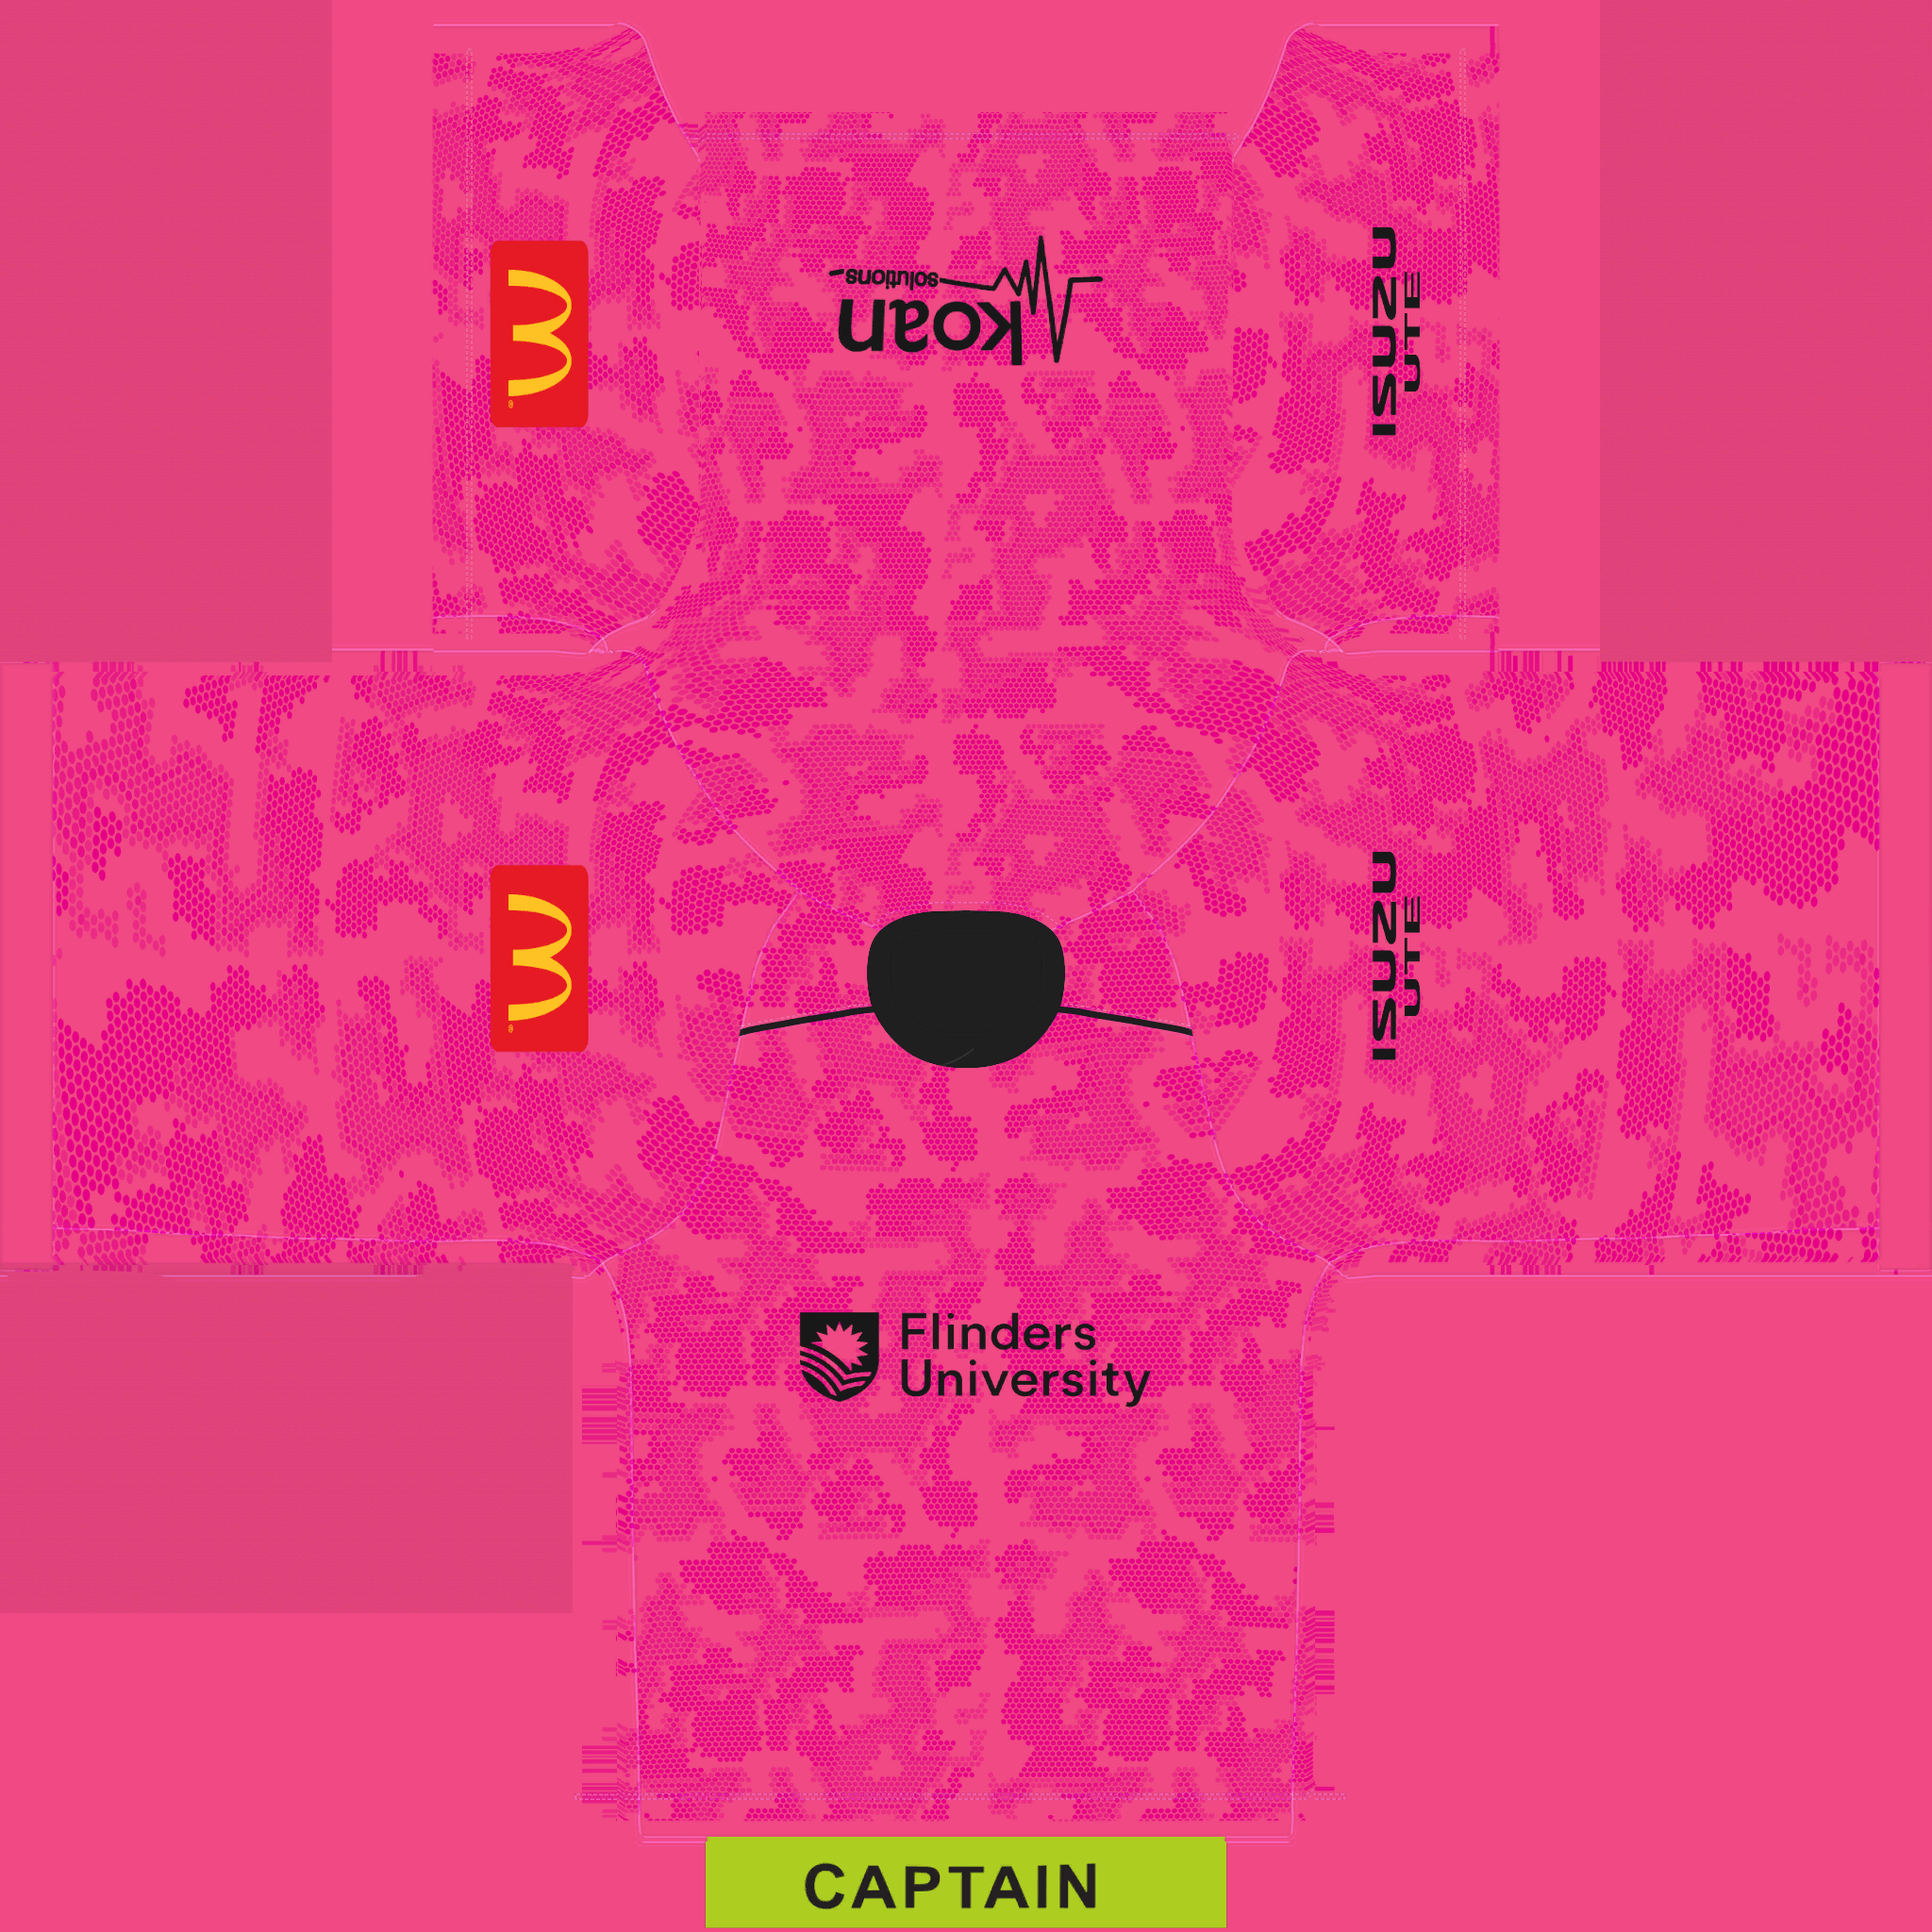 solutions
koan
ISUZU
UTE
ISUZU
UTE
Flinders
University
CAPTAIN